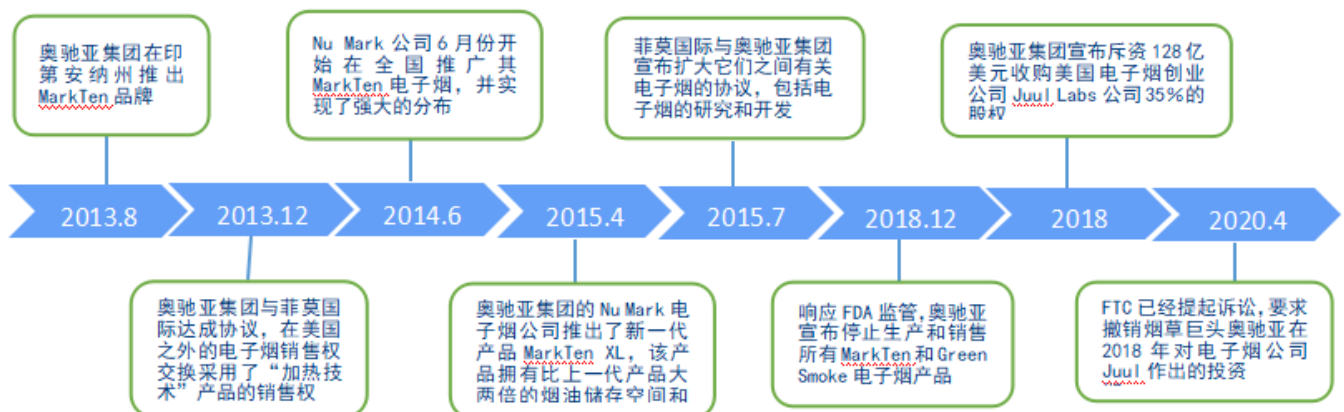 奥驰亚集团在印
第安纳州推出
MarkTen品牌
Nu Mark 公司6月份开
始在全国推广其
MarkTen电子烟，并实
现了强大的分布
菲莫国际与奥驰亚集团
宣布扩大它们之间有关
电子烟的协议，包括电
子烟的研究和开发
奥驰亚集团宣布斥资128亿
美元收购美国电子烟创业
公司Juul Labs公司35%的
股权
2013.8
2013.12
2014.6
2015.4
2015.7
2018.12
2018
2020.4
奥驰亚集团与菲莫国
际达成协议，在美国
之外的电子烟销售权
交换采用了“加热技
术”产品的销售权
奥驰亚集团的Nu Mark电
子烟公司推出了新一代
产品MarkTen XL，该产
品拥有比上一代产品大
两倍的烟油储存空间和
响应FDA监管,奥驰亚
宣布停止生产和销售
所有MarkTen和Green
Smoke电子烟产品
FTC已经提起诉讼,要求
撤销烟草巨头奥驰亚在
2018年对电子烟公司
Juul作出的投资